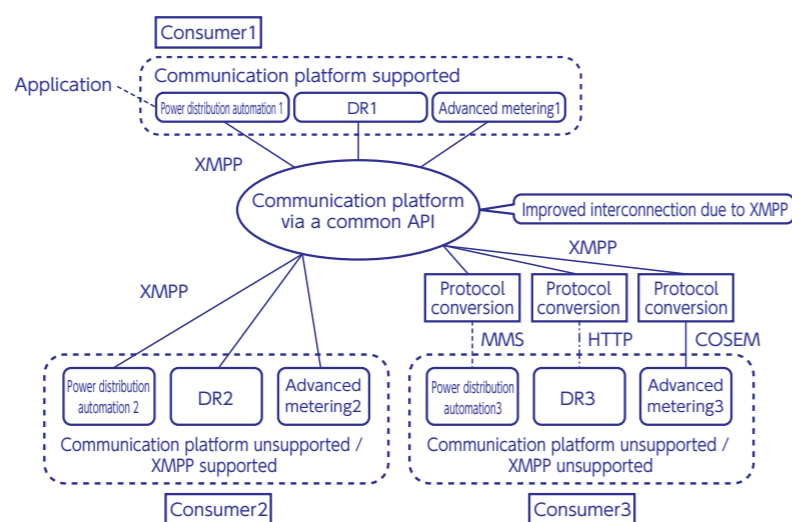 Consumer1
Communication platform supported
Application
Power distribution automation 1
DR1
Advanced metering1
XMPP
Communication platform
via a common API
Improved interconnection due to XMPP
XMPP
XMPP
Protocol
conversion
Protocol
conversion
Protocol
conversion
MMS
HTTP
COSEM
Power distribution
automation 2
DR2
Advanced
metering2
Communication platform unsupported /
XMPP supported
Power distribution
automation3
DR3
Advanced
metering3
Communication platform unsupported /
XMPP unsupported
Consumer2
Consumer3